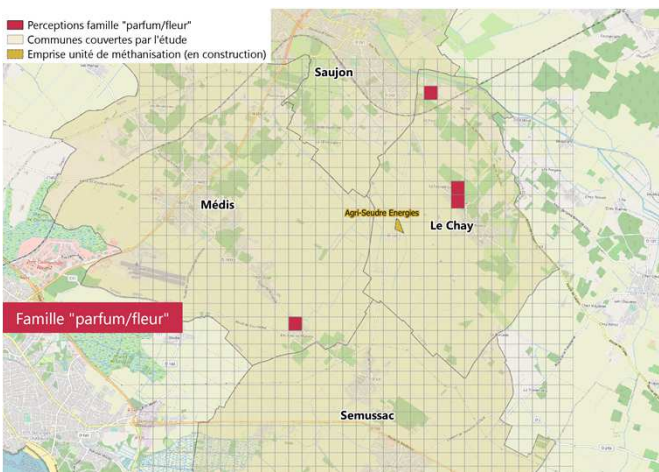 Perceptions famille "parfum/fleur"
Communes couvertes par l'étude
Emprise unité de méthanisation (en construction)
Saujon
Médis
Agri-Seudre Energies
Le Chay
Famille "parfum/fleur"
Semussac